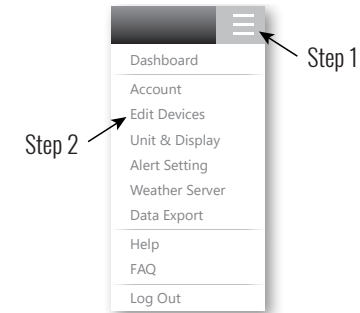 Step 1
Dashboard
Account
Edit Devices
Step 2
Unit & Display
Alert Setting
Weather Server
Data Export
Help
FAQ
Log Out